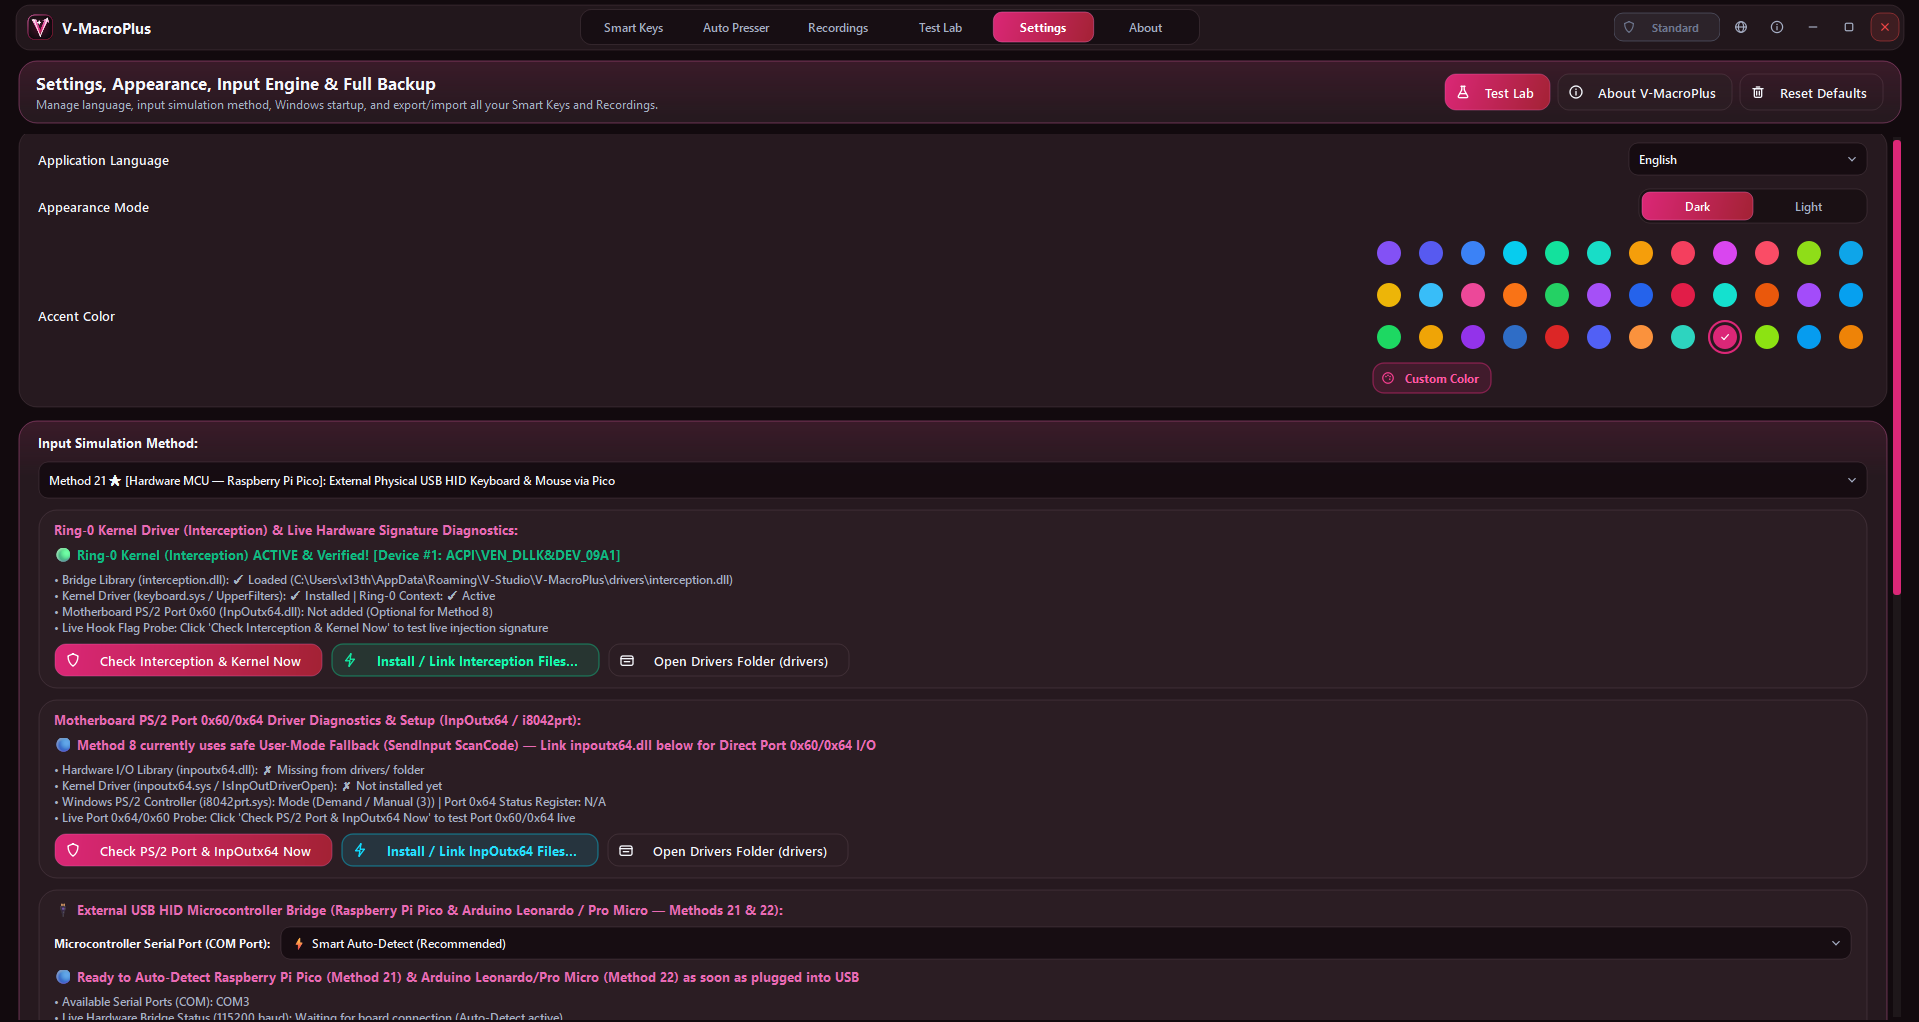 V-MacroPlus
Smart Keys
Auto Presser
Recordings
Test Lab
Settings
About
Standard
Settings, Appearance, Input Engine & Full Backup
Manage language, input simulation method, Windows startup, and export/import all your Smart Keys and Recordings.
Test Lab
About V-MacroPlus
Reset Defaults
Application Language
English
Appearance Mode
Dark
Light
Accent Color
Custom Color
Input Simulation Method:
Method 21 ★ [Hardware MCU — Raspberry Pi Pico]: External Physical USB HID Keyboard & Mouse via Pico
Ring-0 Kernel Driver (Interception) & Live Hardware Signature Diagnostics:
Ring-0 Kernel (Interception) ACTIVE & Verified! [Device #1: ACPI\VEN_DLLK&DEV_09A1]
• Bridge Library (interception.dll): ✓ Loaded (C:\Users\x13th\AppData\Roaming\V-Studio\V-MacroPlus\drivers\interception.dll)
• Kernel Driver (keyboard.sys / UpperFilters): ✓ Installed | Ring-0 Context: ✓ Active
• Motherboard PS/2 Port 0x60 (InpOutx64.dll): Not added (Optional for Method 8)
• Live Hook Flag Probe: Click 'Check Interception & Kernel Now' to test live injection signature
Check Interception & Kernel Now
Install / Link Interception Files...
Open Drivers Folder (drivers)
Motherboard PS/2 Port 0x60/0x64 Driver Diagnostics & Setup (InpOutx64 / i8042prt):
Method 8 currently uses safe User-Mode Fallback (SendInput ScanCode) — Link inpoutx64.dll below for Direct Port 0x60/0x64 I/O
• Hardware I/O Library (inpoutx64.dll): ✗ Missing from drivers/ folder
• Kernel Driver (inpoutx64.sys / IsInpOutDriverOpen): ✗ Not installed yet
• Windows PS/2 Controller (i8042prt.sys): Mode (Demand / Manual (3)) | Port 0x64 Status Register: N/A
• Live Port 0x64/0x60 Probe: Click 'Check PS/2 Port & InpOutx64 Now' to test Port 0x60/0x64 live
Check PS/2 Port & InpOutx64 Now
Install / Link InpOutx64 Files...
Open Drivers Folder (drivers)
External USB HID Microcontroller Bridge (Raspberry Pi Pico & Arduino Leonardo / Pro Micro — Methods 21 & 22):
Microcontroller Serial Port (COM Port):
Smart Auto-Detect (Recommended)
Ready to Auto-Detect Raspberry Pi Pico (Method 21) & Arduino Leonardo/Pro Micro (Method 22) as soon as plugged into USB
• Available Serial Ports (COM): COM3
• Live Hardware Bridge Status (115200 baud): Waiting for board connection (Auto-Detect active)